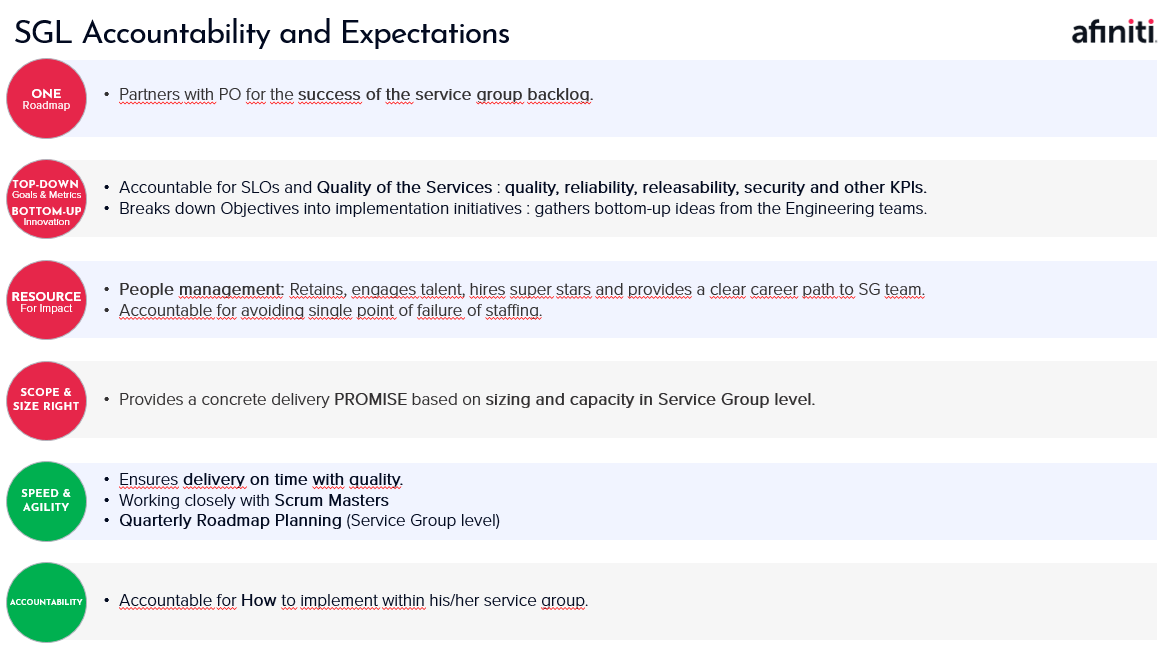 SGL Accountability and Expectations
afiniti
ONE
Roadmap
• Partners with PO for the success of the service group backlog.
TOP-DOWN
Goals & Metrics
BOTTOM-UP
Innovation
• Accountable for SLOs and Quality of the Services : quality, reliability, releasability, security and other KPIs.
• Breaks down Objectives into implementation initiatives : gathers bottom-up ideas from the Engineering teams.
RESOURCE
For Impact
• People management: Retains, engages talent, hires super stars and provides a clear career path to SG team.
• Accountable for avoiding single point of failure of staffing.
SCOPE &
SIZE RIGHT
• Provides a concrete delivery PROMISE based on sizing and capacity in Service Group level.
SPEED &
AGILITY
• Ensures delivery on time with quality.
• Working closely with Scrum Masters
• Quarterly Roadmap Planning (Service Group level)
ACCOUNTABILITY
• Accountable for How to implement within his/her service group.